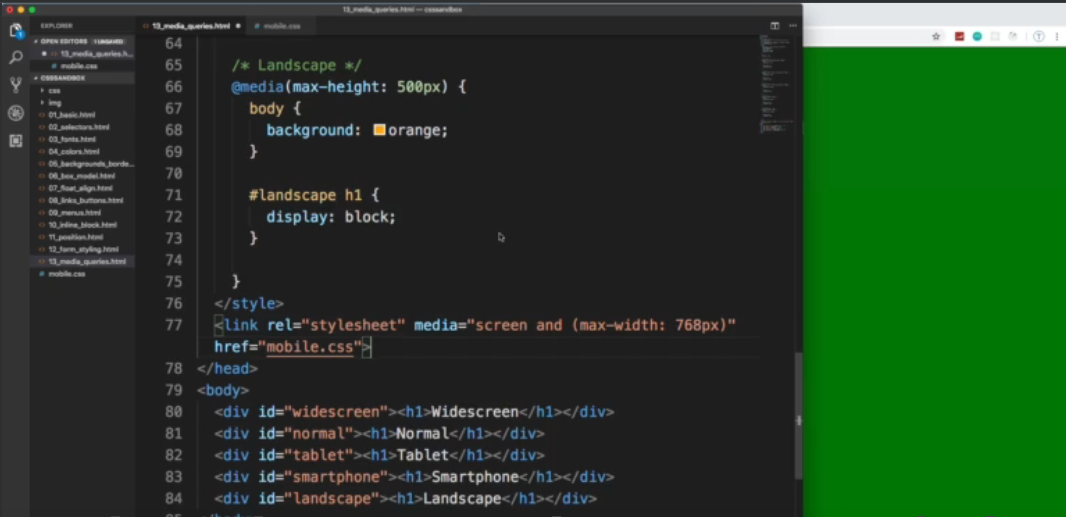 13_media_queries.html — csssandbox
EXPLORER
OPEN EDITORS 1 UNSAVED
13_media_queries.h...
mobile.css
CSSSANDBOX
css
img
01_basic.html
02_selectors.html
03_fonts.html
04_colors.html
05_backgrounds_borde...
06_box_model.html
07_float_align.html
08_links_buttons.html
09_menus.html
10_inline_block.html
11_position.html
12_form_styling.html
13_media_queries.html
mobile.css
13_media_queries.html mobile.css
64
65 /* Landscape */
66 @media(max-height: 500px) {
67 body {
68 background: orange;
69 }
70
71 #landscape h1 {
72 display: block;
73 }
74
75 }
76 </style>
77 <link rel="stylesheet" media="screen and (max-width: 768px)"
href="mobile.css">
78 </head>
79 <body>
80 <div id="widescreen"><h1>Widescreen</h1></div>
81 <div id="normal"><h1>Normal</h1></div>
82 <div id="tablet"><h1>Tablet</h1></div>
83 <div id="smartphone"><h1>Smartphone</h1></div>
84 <div id="landscape"><h1>Landscape</h1></div>